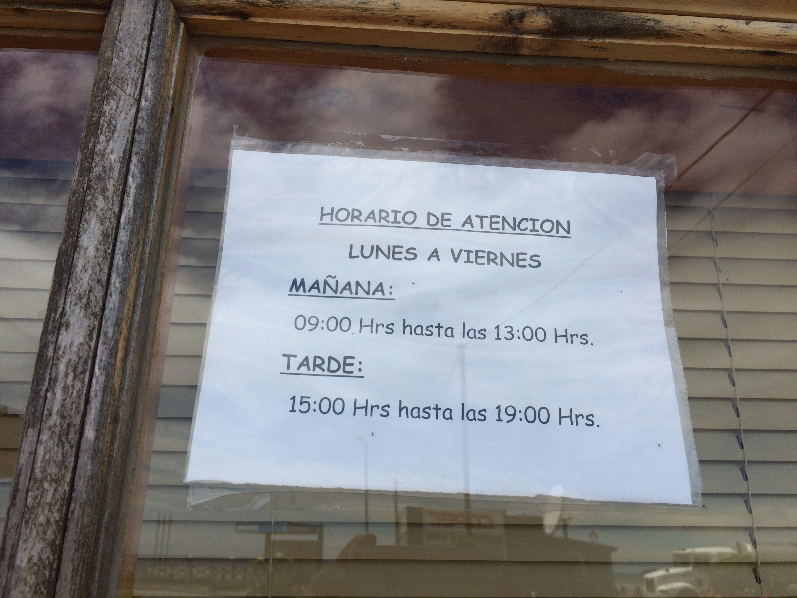 HORARIO DE ATENCION
LUNES A VIERNES
MAÑANA:
09:00 Hrs hasta las 13:00 Hrs.
TARDE:
15:00 Hrs hasta las 19:00 Hrs.